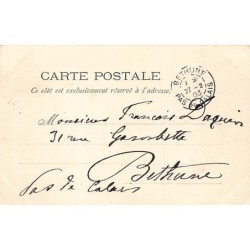 CARTE POSTALE
Ce côté est exclusivement réservé à l'adresse.
BETHUNE
PAS DE CALAIS
Monsieur François Daquin
31 rue
Bethune
Pas de Calais